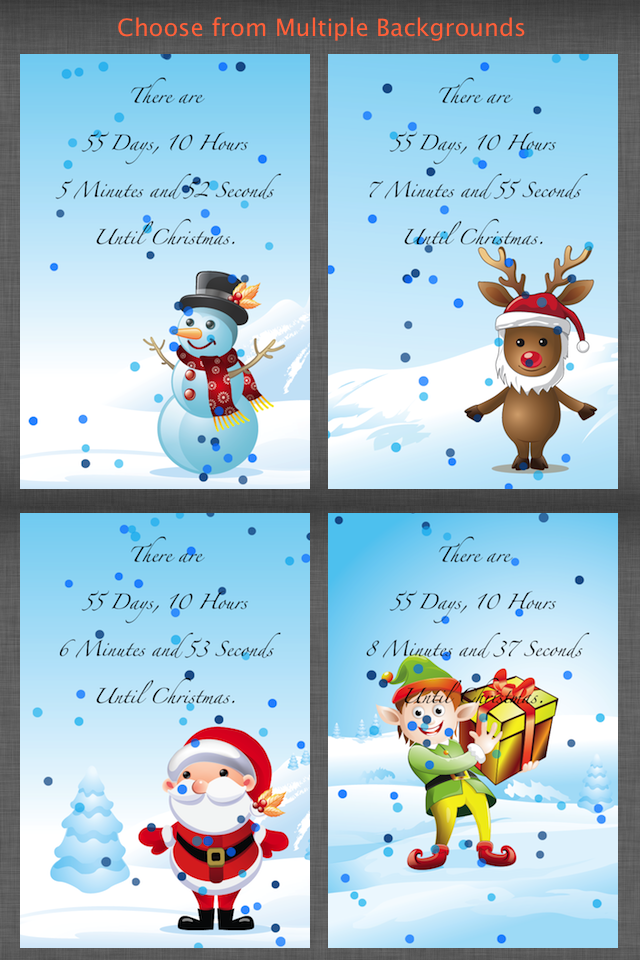 Choose from Multiple Backgrounds
There are
55 Days, 10 Hours
5 Minutes and 52 Seconds
Until Christmas.
There are
55 Days, 10 Hours
7 Minutes and 55 Seconds
Until Christmas.
There are
55 Days, 10 Hours
6 Minutes and 53 Seconds
Until Christmas.
There are
55 Days, 10 Hours
8 Minutes and 37 Seconds
Until Christmas.